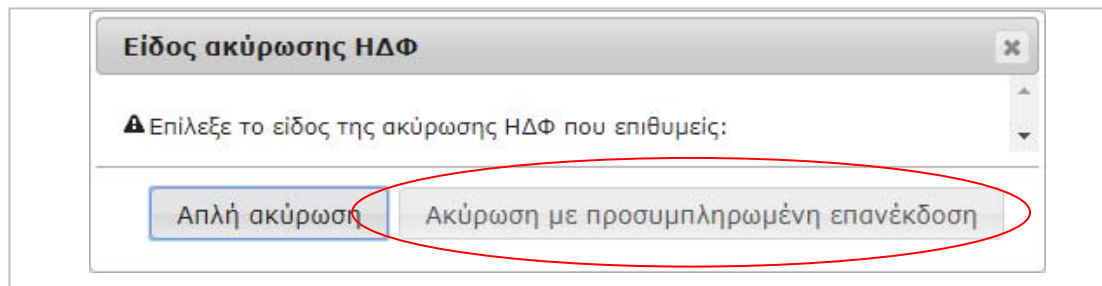 Είδος ακύρωσης ΗΔΦ
Επίλεξε το είδος της ακύρωσης ΗΔΦ που επιθυμείς:
Απλή ακύρωση Ακύρωση με προσυμπληρωμένη επανέκδοση